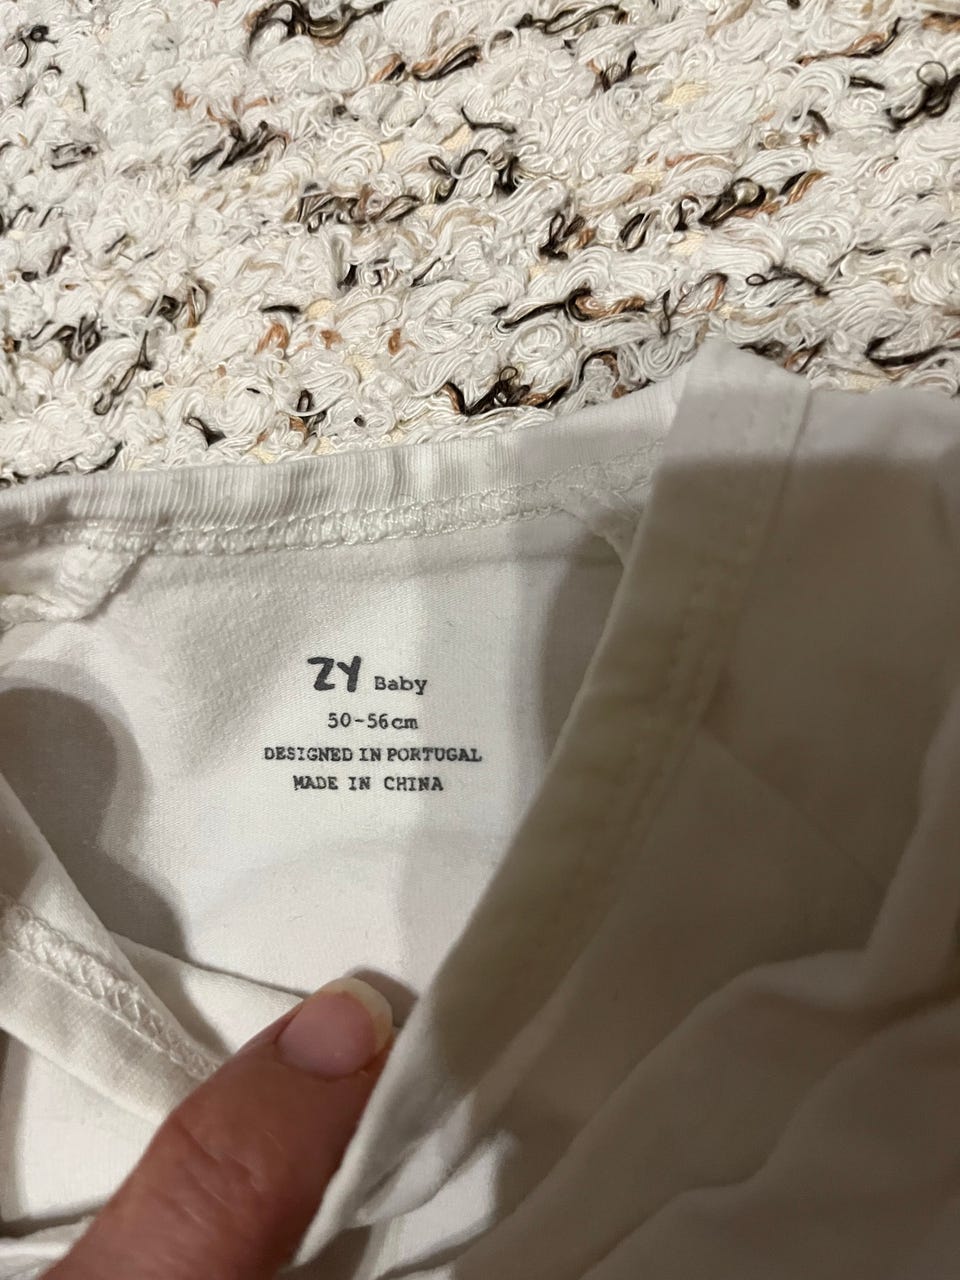 ZY Baby
50-56cm
DESIGNED IN PORTUGAL
MADE IN CHINA